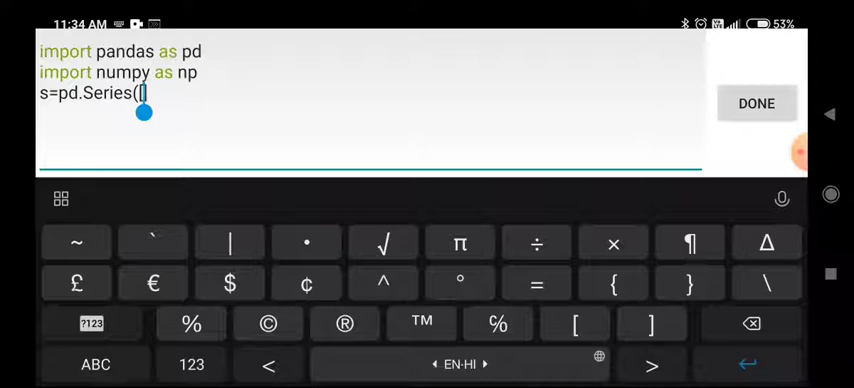 11:34 AM 53%
import pandas as pd
import numpy as np
s=pd.Series([]
DONE
~ ` | • √ π ÷ × ¶ Δ
£ € $ ¢ ^ ° = { } \
?123 % © ® ™ ℅ [ ]
ABC 123 < EN-HI >